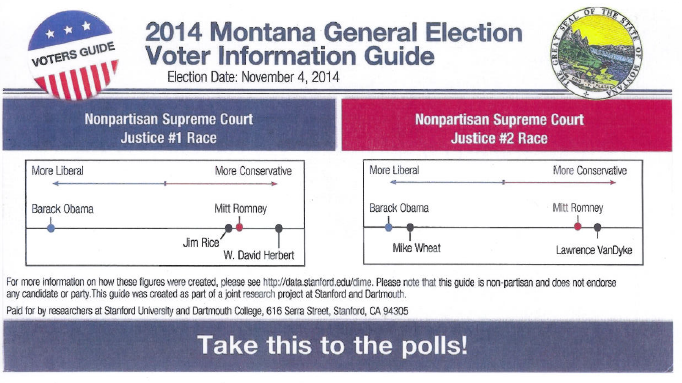 VOTERS GUIDE
2014 Montana General Election
Voter Information Guide
Election Date: November 4, 2014
THE GREAT SEAL OF THE STATE OF MONTANA
Nonpartisan Supreme Court
Justice #1 Race
More Liberal More Conservative
Barack Obama Mitt Romney
Jim Rice
W. David Herbert
Nonpartisan Supreme Court
Justice #2 Race
More Liberal More Conservative
Barack Obama Mitt Romney
Mike Wheat
Lawrence VanDyke
For more information on how these figures were created, please see http://data.stanford.edu/dime. Please note that this guide is non-partisan and does not endorse
any candidate or party.This guide was created as part of a joint research project at Stanford and Dartmouth.
Paid for by researchers at Stanford University and Dartmouth College, 616 Serra Street, Stanford, CA 94305
Take this to the polls!